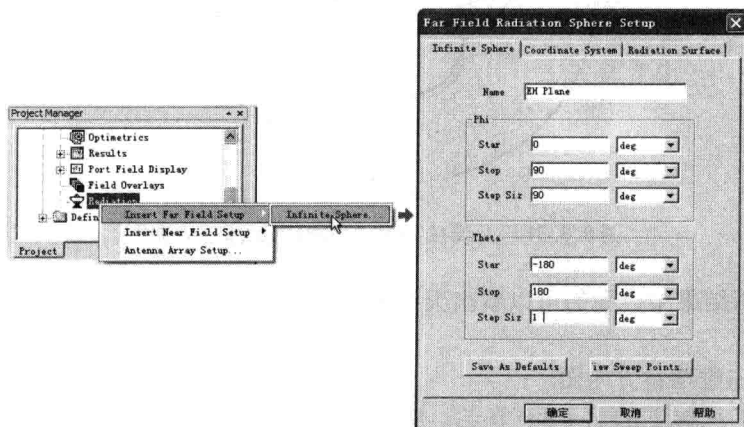 Project Manager
Optimetrics
Results
Port Field Display
Field Overlays
Radiation
Defin
Project
Insert Far Field Setup
Infinite Sphere...
Insert Near Field Setup
Antenna Array Setup...
Far Field Radiation Sphere Setup
Infinite Sphere
Coordinate System
Radiation Surface
Name
EH Plane
Phi
Star
0
deg
Stop
90
deg
Step Siz
90
deg
Theta
Star
-180
deg
Stop
180
deg
Step Siz
1
deg
Save As Defaults
iew Sweep Points...
确定
取消
帮助